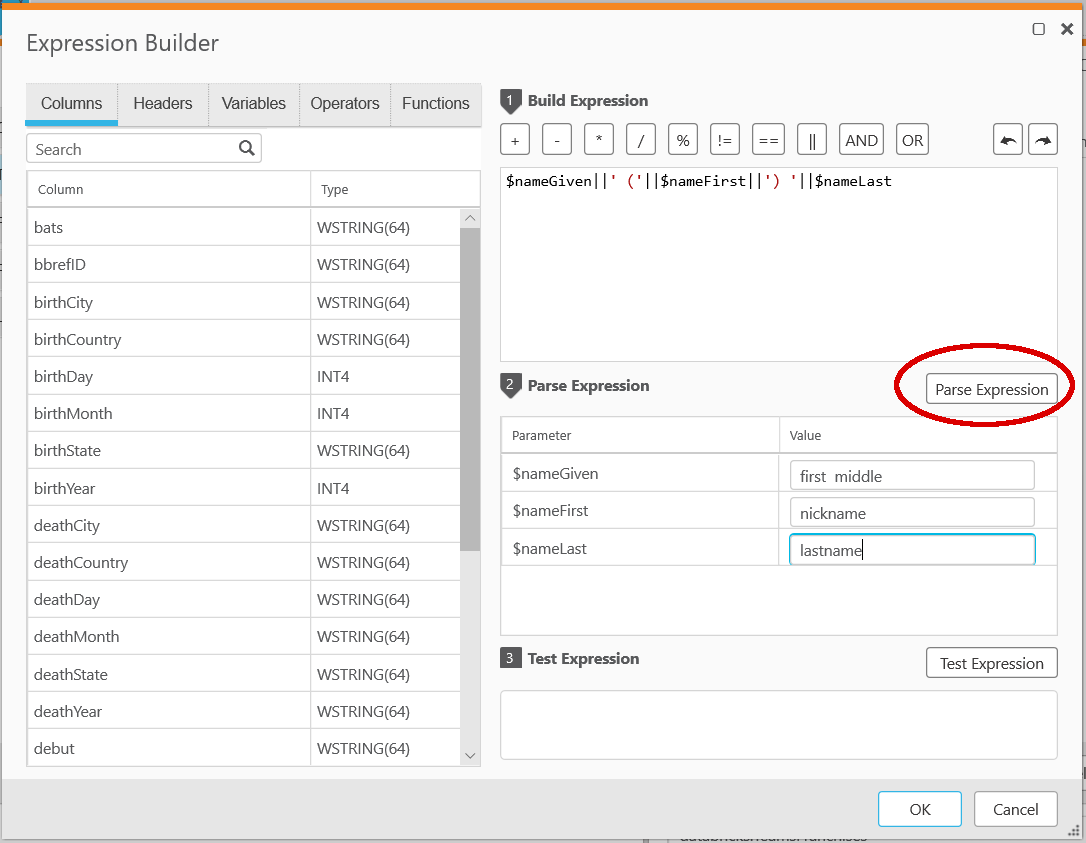 Expression Builder
Columns Headers Variables Operators Functions
Search
Column Type
bats WSTRING(64)
bbrefID WSTRING(64)
birthCity WSTRING(64)
birthCountry WSTRING(64)
birthDay INT4
birthMonth INT4
birthState WSTRING(64)
birthYear INT4
deathCity WSTRING(64)
deathCountry WSTRING(64)
deathDay WSTRING(64)
deathMonth WSTRING(64)
deathState WSTRING(64)
deathYear WSTRING(64)
debut WSTRING(64)
1 Build Expression
+ - * / % != == || AND OR
$nameGiven||' ('||$nameFirst||') '||$nameLast
2 Parse Expression
Parse Expression
Parameter Value
$nameGiven first middle
$nameFirst nickname
$nameLast lastname
3 Test Expression
Test Expression
OK Cancel